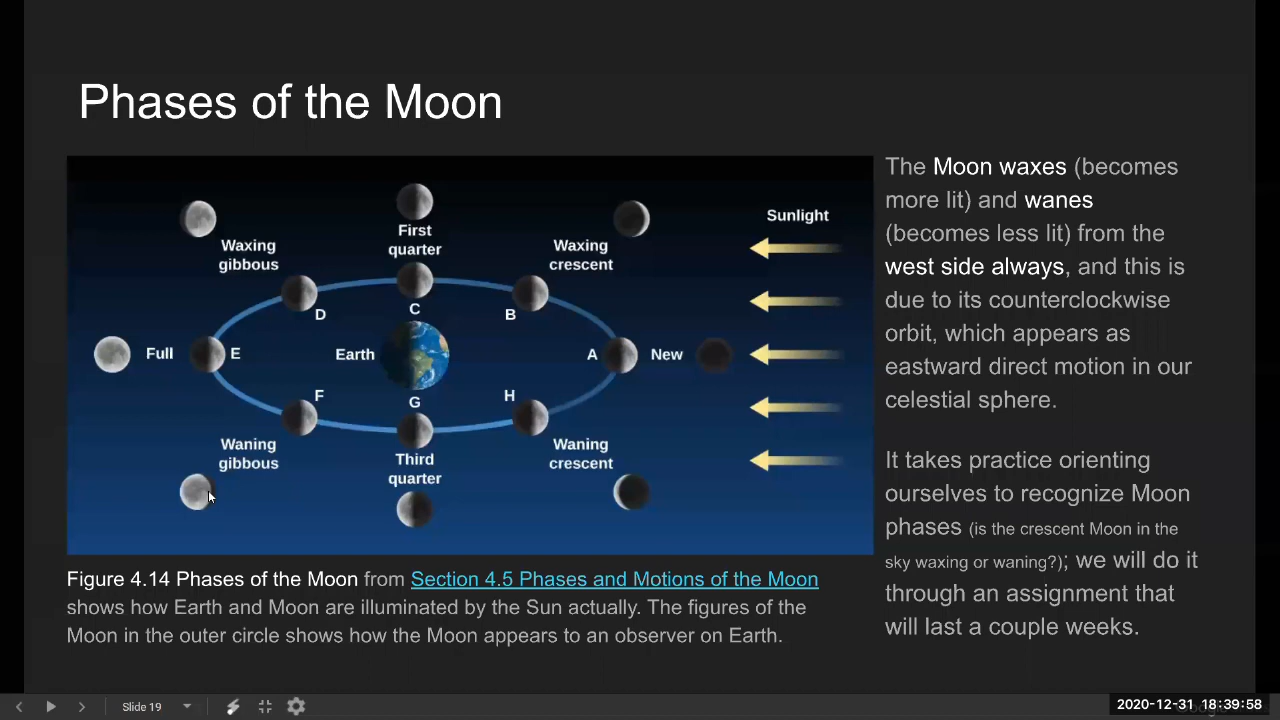 Phases of the Moon
Waxing
gibbous
First
quarter
Waxing
crescent
Sunlight
D
C
B
Full
E
Earth
A
New
F
G
H
Waning
gibbous
Third
quarter
Waning
crescent
The Moon waxes (becomes
more lit) and wanes
(becomes less lit) from the
west side always, and this is
due to its counterclockwise
orbit, which appears as
eastward direct motion in our
celestial sphere.
It takes practice orienting
ourselves to recognize Moon
phases (is the crescent Moon in the
sky waxing or waning?); we will do it
through an assignment that
will last a couple weeks.
Figure 4.14 Phases of the Moon from Section 4.5 Phases and Motions of the Moon
shows how Earth and Moon are illuminated by the Sun actually. The figures of the
Moon in the outer circle shows how the Moon appears to an observer on Earth.
Slide 19
2020-12-31 18:39:58